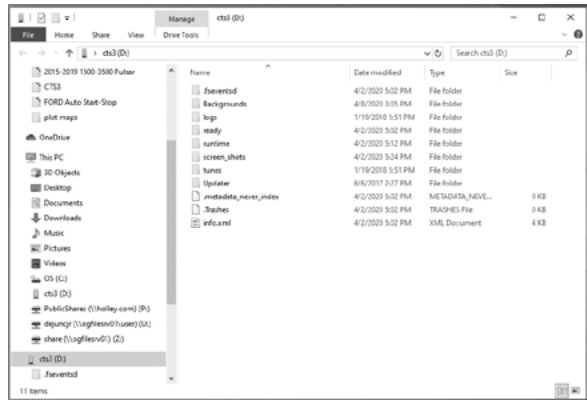 Manage cts3 (D:)
File Home Share View Drive Tools
cts3 (D:) Search cts3 (D:)
2015-2019 1500-3500 Pulsar
CTS3
FORD Auto Start-Stop
plot maps
OneDrive
This PC
3D Objects
Desktop
Documents
Downloads
Music
Pictures
Videos
OS (C:)
cts3 (D:)
PublicShares (\\holley.com) (P:)
dejuncjr (\\sgfilesrv01\user) (U:)
share (\\sgfilesrv01) (Z:)
cts3 (D:)
.fseventsd
Name Date modified Type Size
.fseventsd 4/2/2020 5:02 PM File folder
Backgrounds 4/8/2020 3:05 PM File folder
logs 1/19/2018 5:51 PM File folder
ready 4/2/2020 5:02 PM File folder
runtime 4/2/2020 5:12 PM File folder
screen_shots 4/2/2020 5:24 PM File folder
tunes 1/19/2018 5:51 PM File folder
Updater 6/6/2017 2:27 PM File folder
.metadata_never_index 4/2/2020 5:02 PM METADATA_NEVE... 0 KB
.Trashes 4/2/2020 5:02 PM TRASHES File 0 KB
info.xml 4/2/2020 5:02 PM XML Document 4 KB
11 items